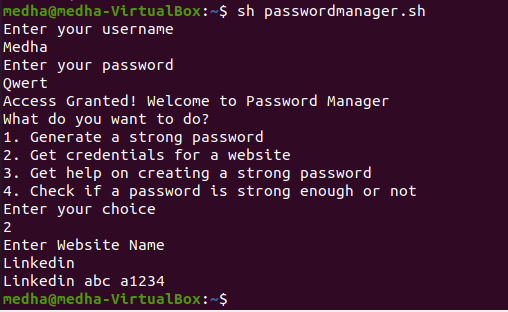 medha@medha-VirtualBox:~$ sh passwordmanager.sh
Enter your username
Medha
Enter your password
Qwert
Access Granted! Welcome to Password Manager
What do you want to do?
1. Generate a strong password
2. Get credentials for a website
3. Get help on creating a strong password
4. Check if a password is strong enough or not
Enter your choice
2
Enter Website Name
Linkedin
Linkedin abc a1234
medha@medha-VirtualBox:~$